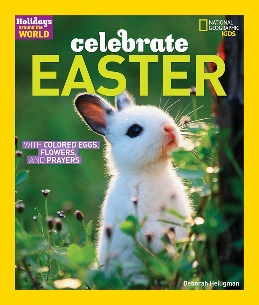 Holidays
around the
WORLD
NATIONAL
GEOGRAPHIC
KiDS
celebrate
EASTER
WITH COLORED EGGS,
FLOWERS,
AND PRAYERS
Deborah Heiligman